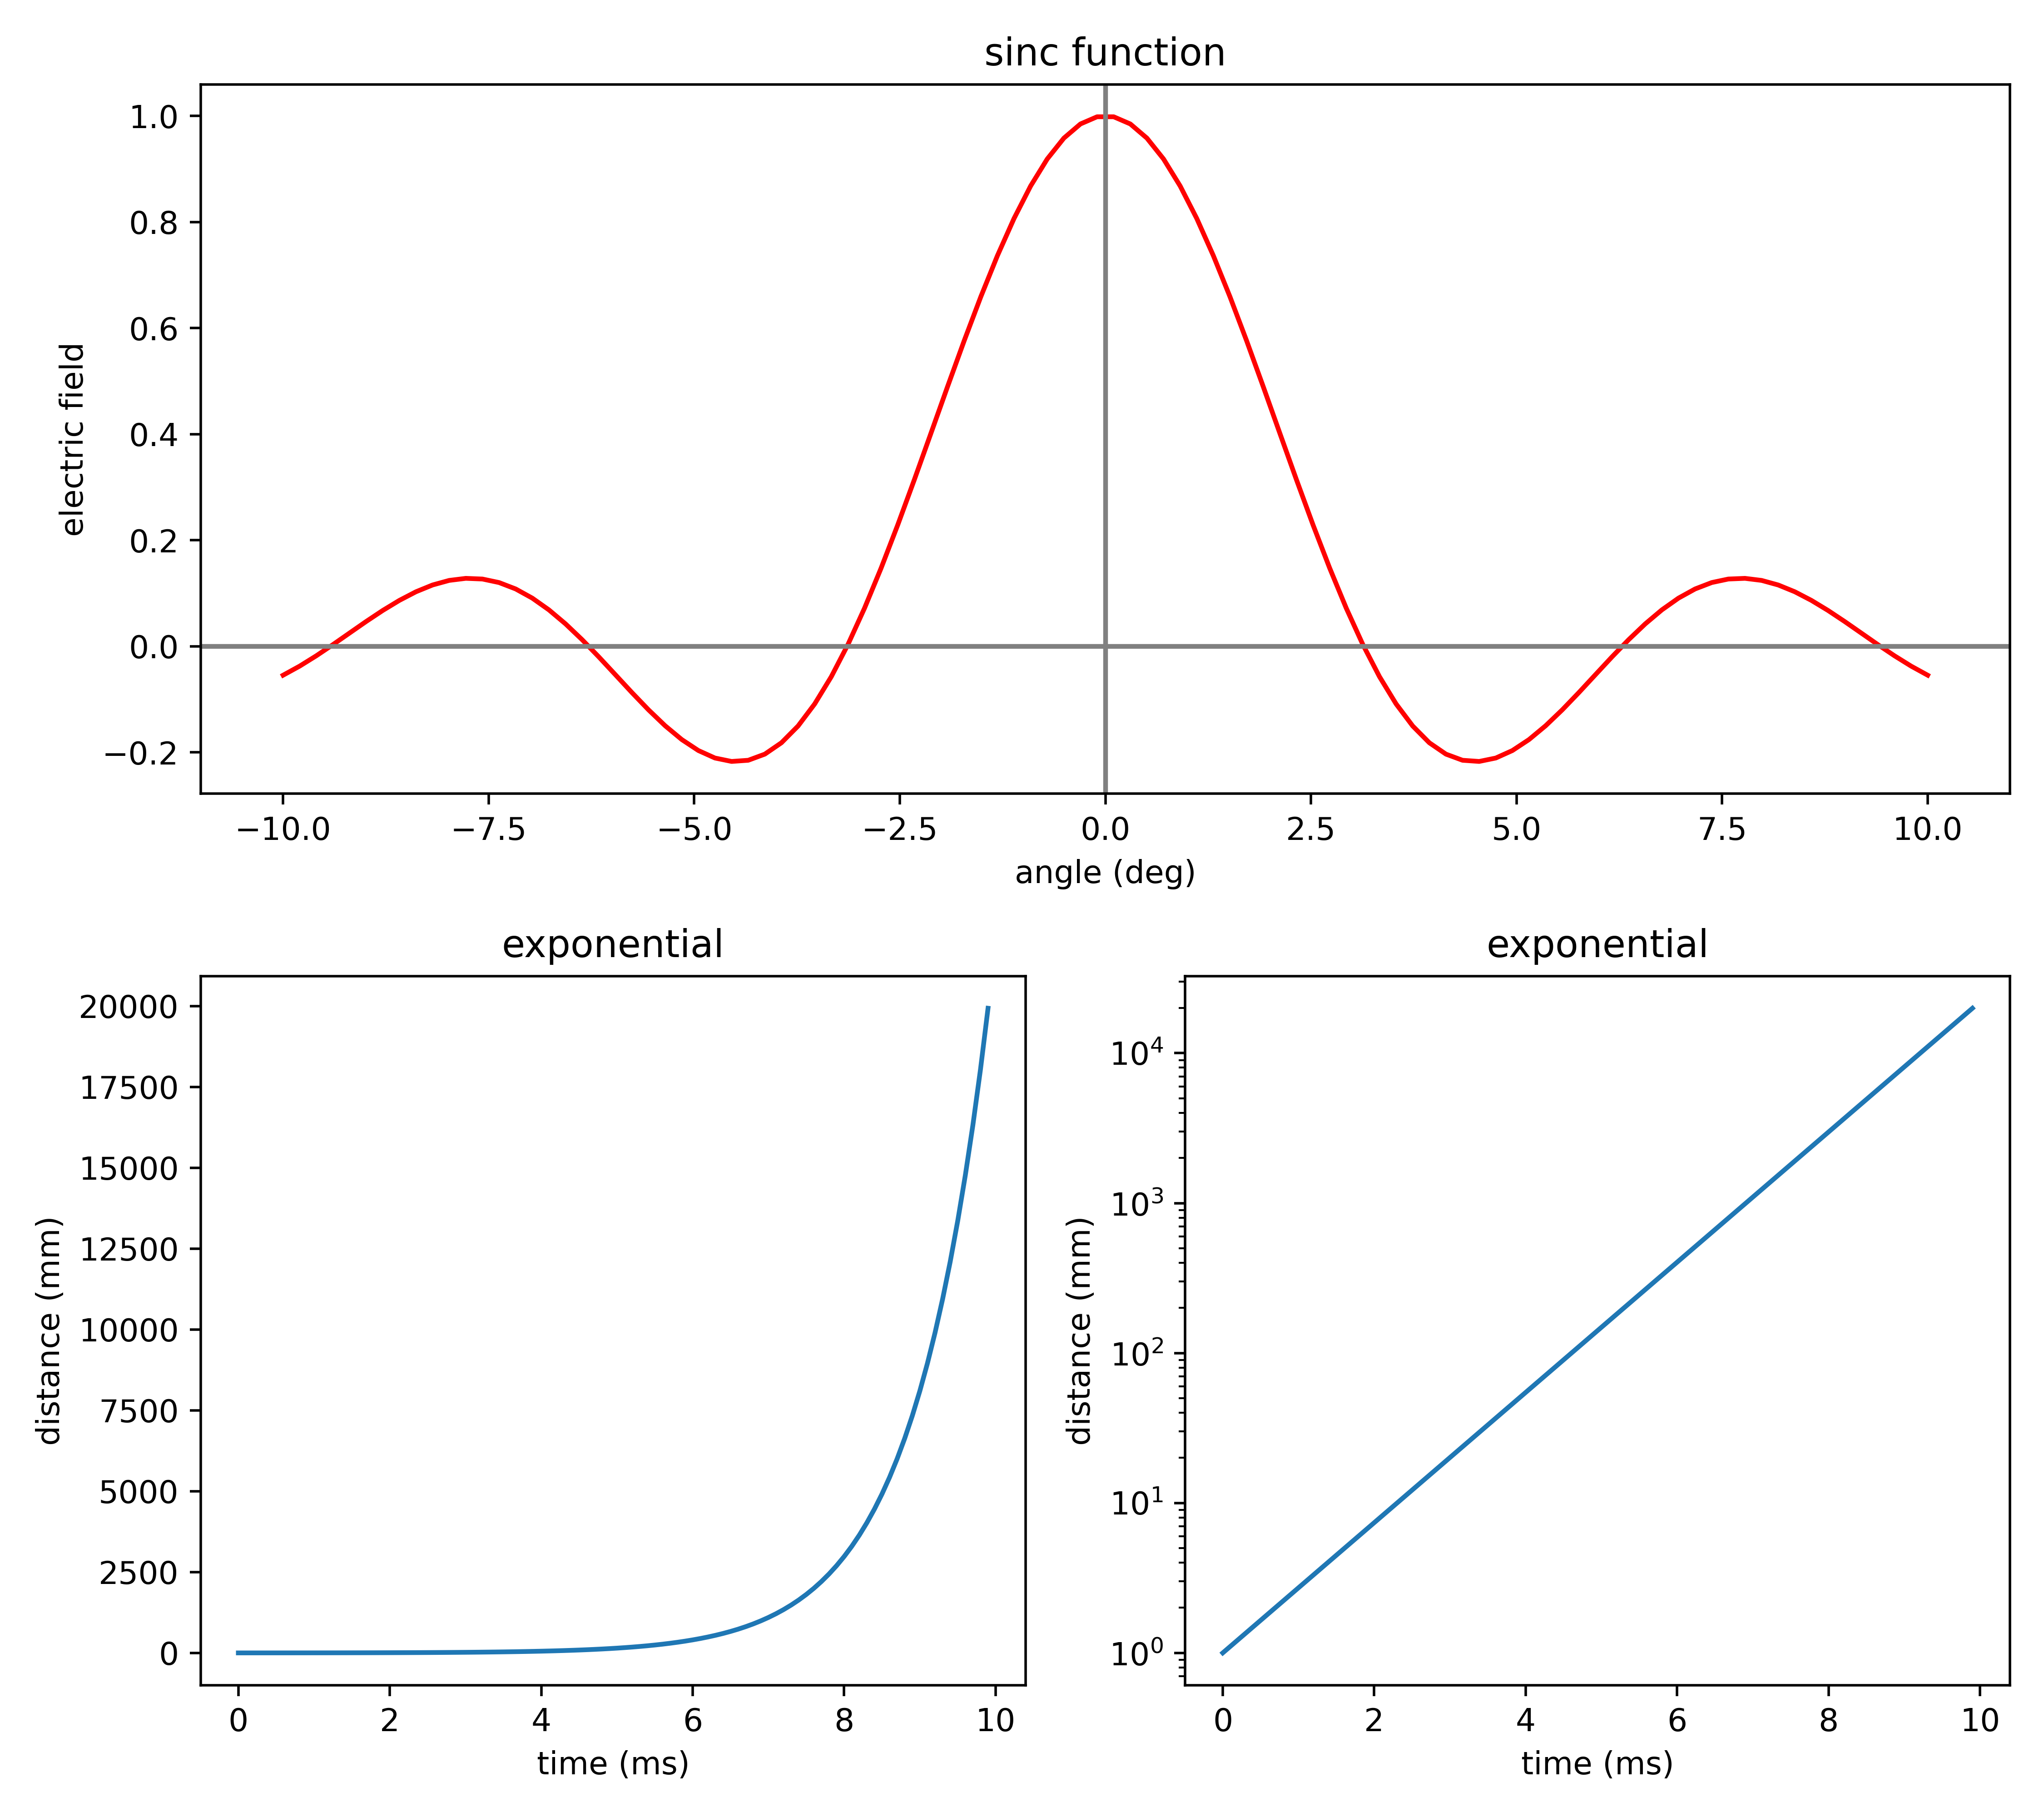 sinc function
1.0
0.8
0.6
0.4
0.2
0.0
−0.2
electric field
−10.0 −7.5 −5.0 −2.5 0.0 2.5 5.0 7.5 10.0
angle (deg)
exponential
20000
17500
15000
12500
10000
7500
5000
2500
0
distance (mm)
0 2 4 6 8 10
time (ms)
exponential
10⁴
10³
10²
10¹
10⁰
distance (mm)
0 2 4 6 8 10
time (ms)